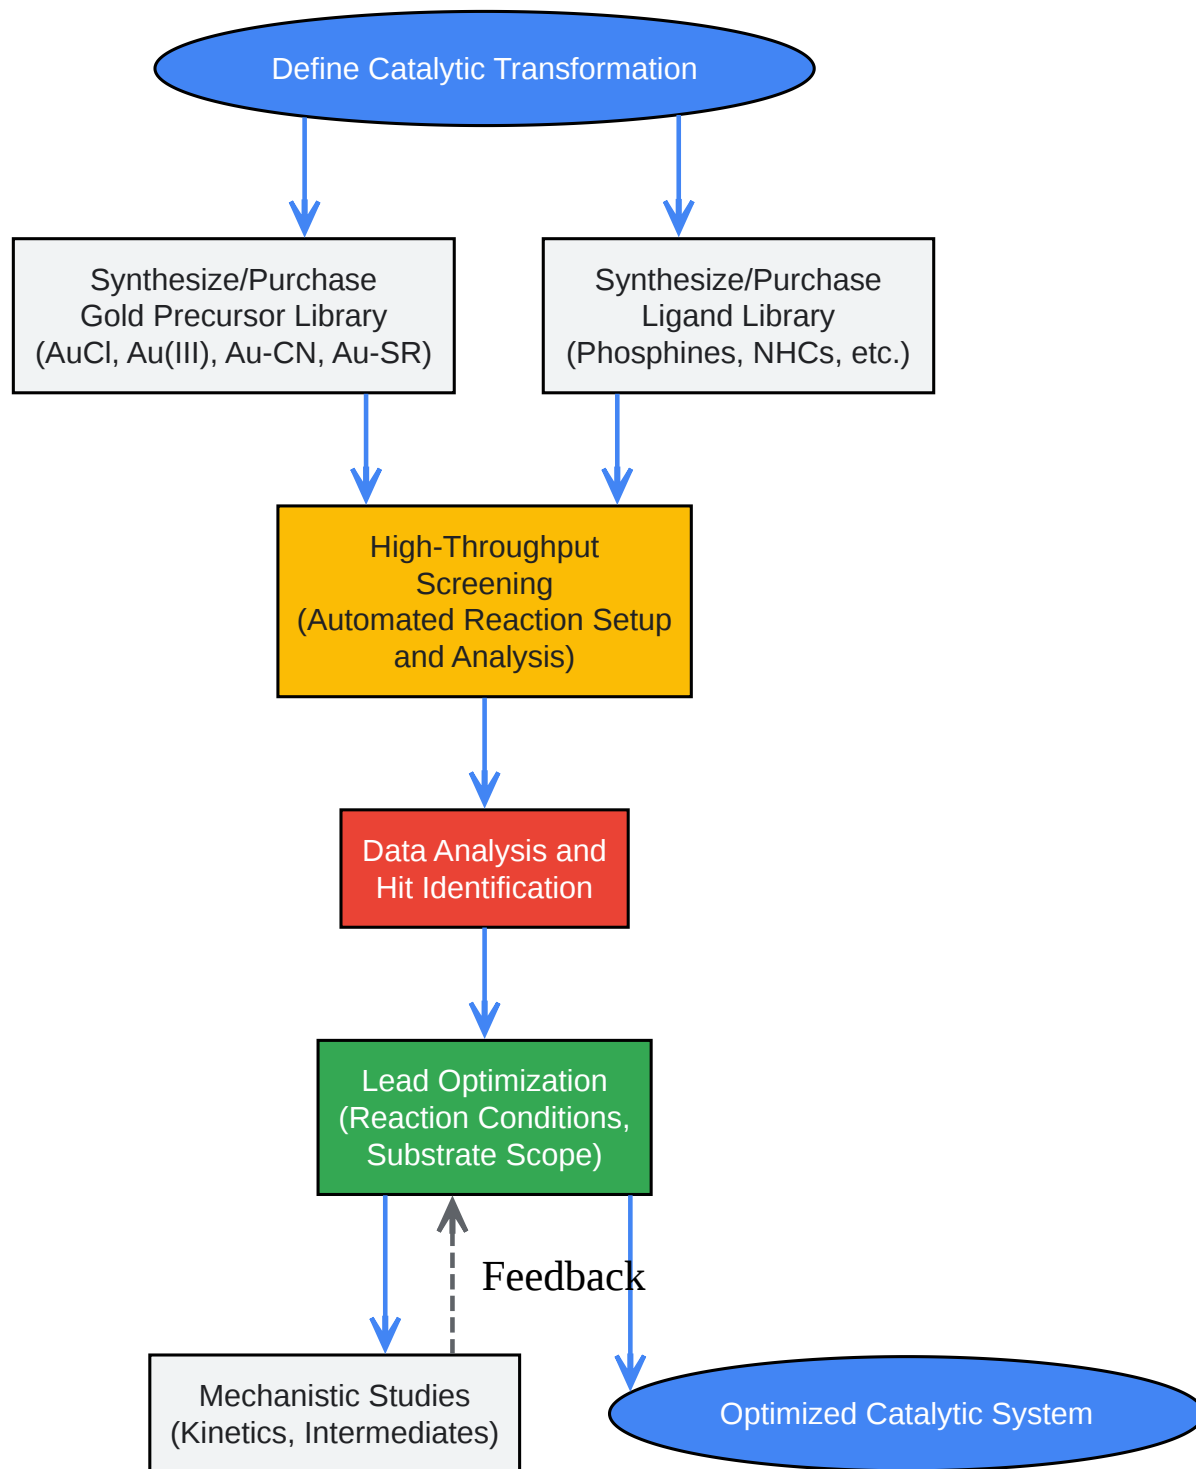 Define Catalytic Transformation
Synthesize/Purchase
Gold Precursor Library
(AuCl, Au(III), Au-CN, Au-SR)
Synthesize/Purchase
Ligand Library
(Phosphines, NHCs, etc.)
High-Throughput
Screening
(Automated Reaction Setup
and Analysis)
Data Analysis and
Hit Identification
Lead Optimization
(Reaction Conditions,
Substrate Scope)
Feedback
Mechanistic Studies
(Kinetics, Intermediates)
Optimized Catalytic System